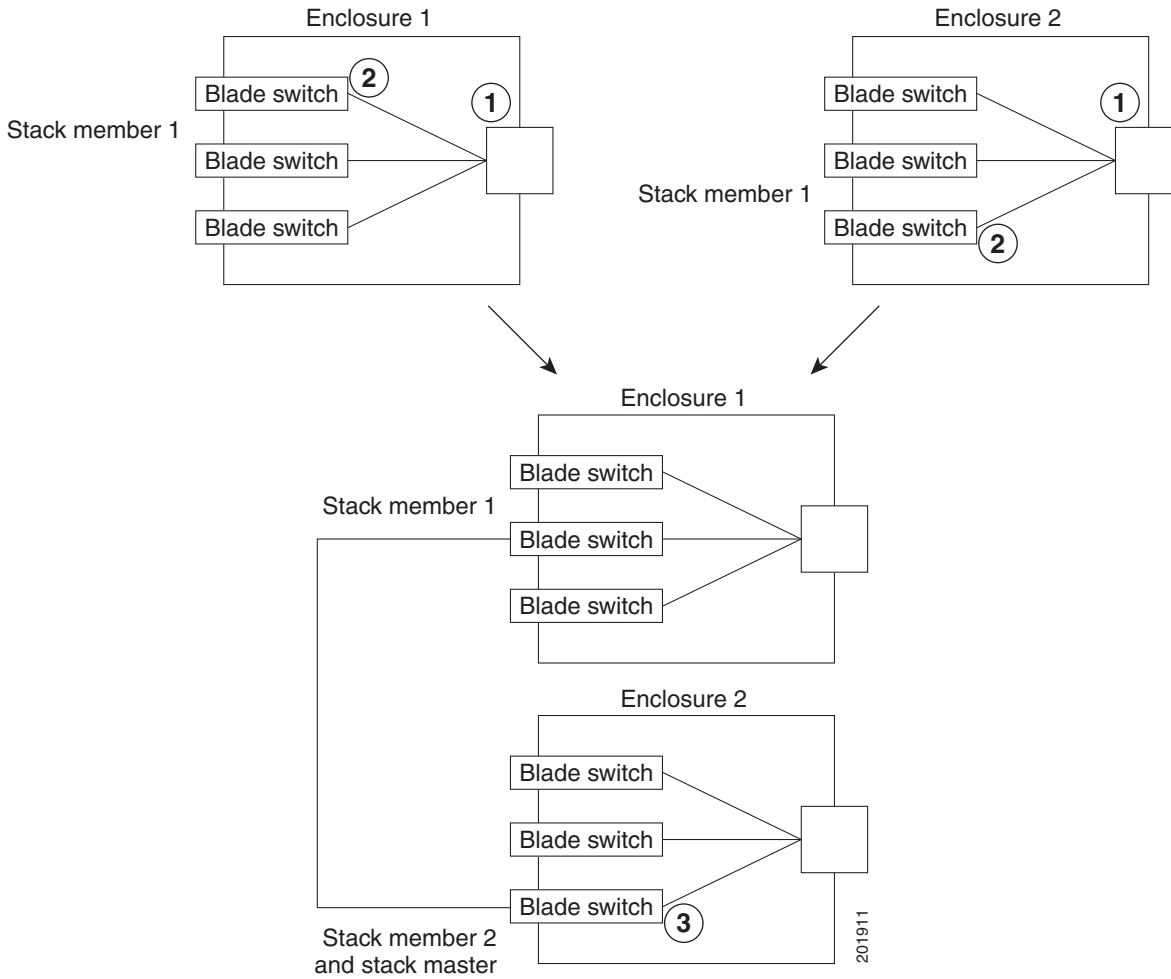 Enclosure 1
Enclosure 2
Blade switch
2
1
Stack member 1
Blade switch
Blade switch
Blade switch
1
Blade switch
Stack member 1
Blade switch
2
Enclosure 1
Blade switch
Stack member 1
Blade switch
Blade switch
Enclosure 2
Blade switch
Blade switch
Blade switch
3
Stack member 2
and stack master
201911